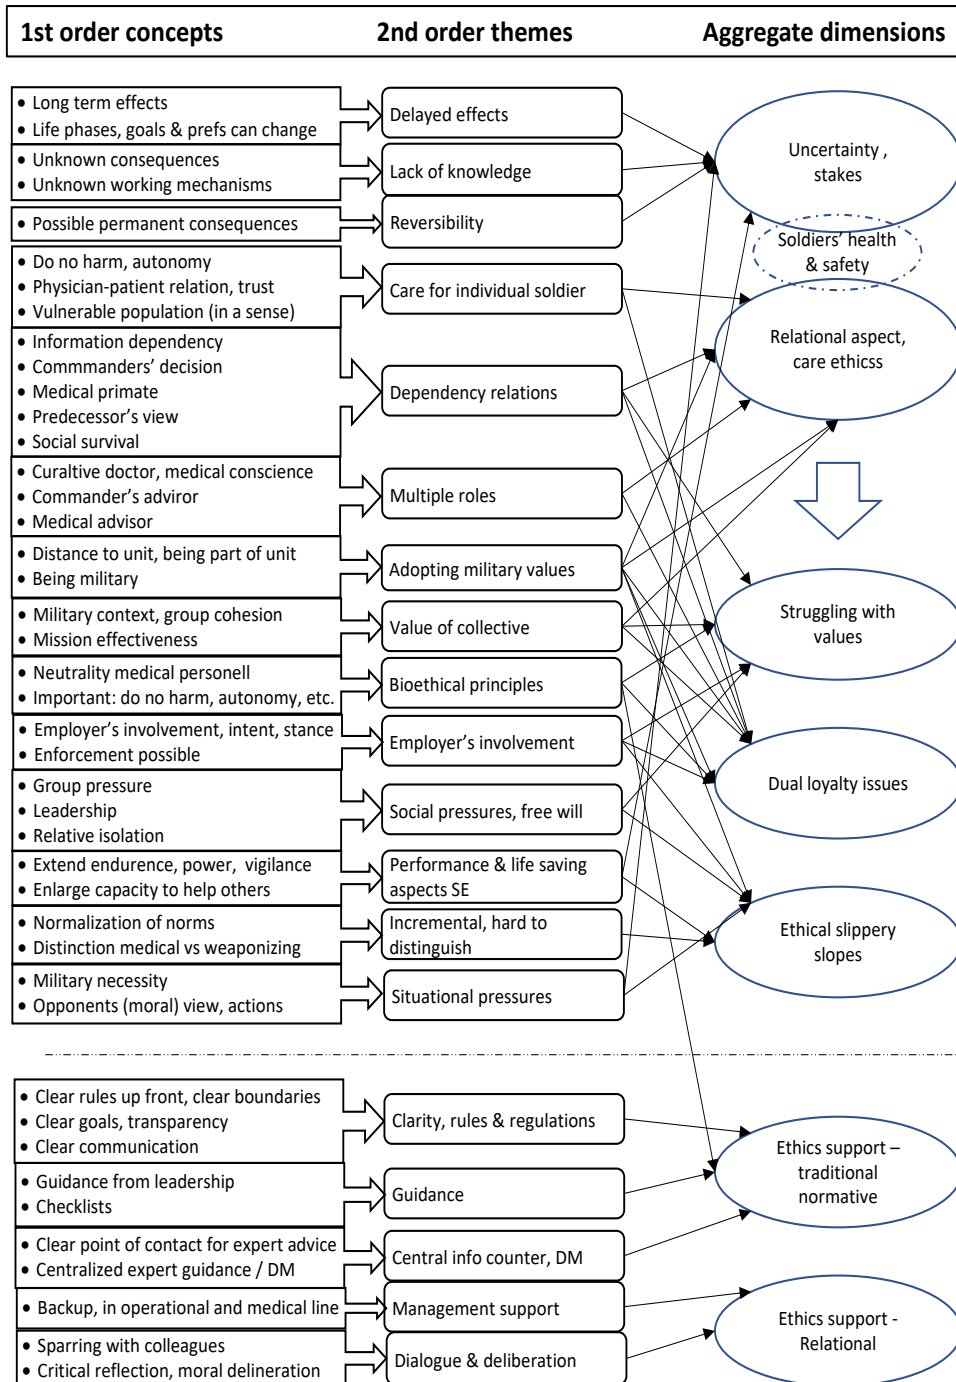 1st order concepts
2nd order themes
Aggregate dimensions
• Long term effects
• Life phases, goals & prefs can change
Delayed effects
• Unknown consequences
• Unknown working mechanisms
Lack of knowledge
• Possible permanent consequences
Reversibility
Uncertainty ,
stakes
Soldiers' health
& safety
• Do no harm, autonomy
• Physician-patient relation, trust
• Vulnerable population (in a sense)
Care for individual soldier
Relational aspect,
care ethicss
• Information dependency
• Commmanders' decision
• Medical primate
• Predecessor's view
• Social survival
Dependency relations
• Curaltive doctor, medical conscience
• Commander's adviror
• Medical advisor
Multiple roles
• Distance to unit, being part of unit
• Being military
Adopting military values
• Military context, group cohesion
• Mission effectiveness
Value of collective
Struggling with
values
• Neutrality medical personell
• Important: do no harm, autonomy, etc.
Bioethical principles
• Employer's involvement, intent, stance
• Enforcement possible
Employer's involvement
• Group pressure
• Leadership
• Relative isolation
Social pressures, free will
Dual loyalty issues
• Extend endurence, power, vigilance
• Enlarge capacity to help others
Performance & life saving
aspects SE
• Normalization of norms
• Distinction medical vs weaponizing
Incremental, hard to
distinguish
Ethical slippery
slopes
• Military necessity
• Opponents (moral) view, actions
Situational pressures
• Clear rules up front, clear boundaries
• Clear goals, transparency
• Clear communication
Clarity, rules & regulations
• Guidance from leadership
• Checklists
Guidance
Ethics support –
traditional
normative
• Clear point of contact for expert advice
• Centralized expert guidance / DM
Central info counter, DM
• Backup, in operational and medical line
Management support
• Sparring with colleagues
• Critical reflection, moral delineration
Dialogue & deliberation
Ethics support -
Relational